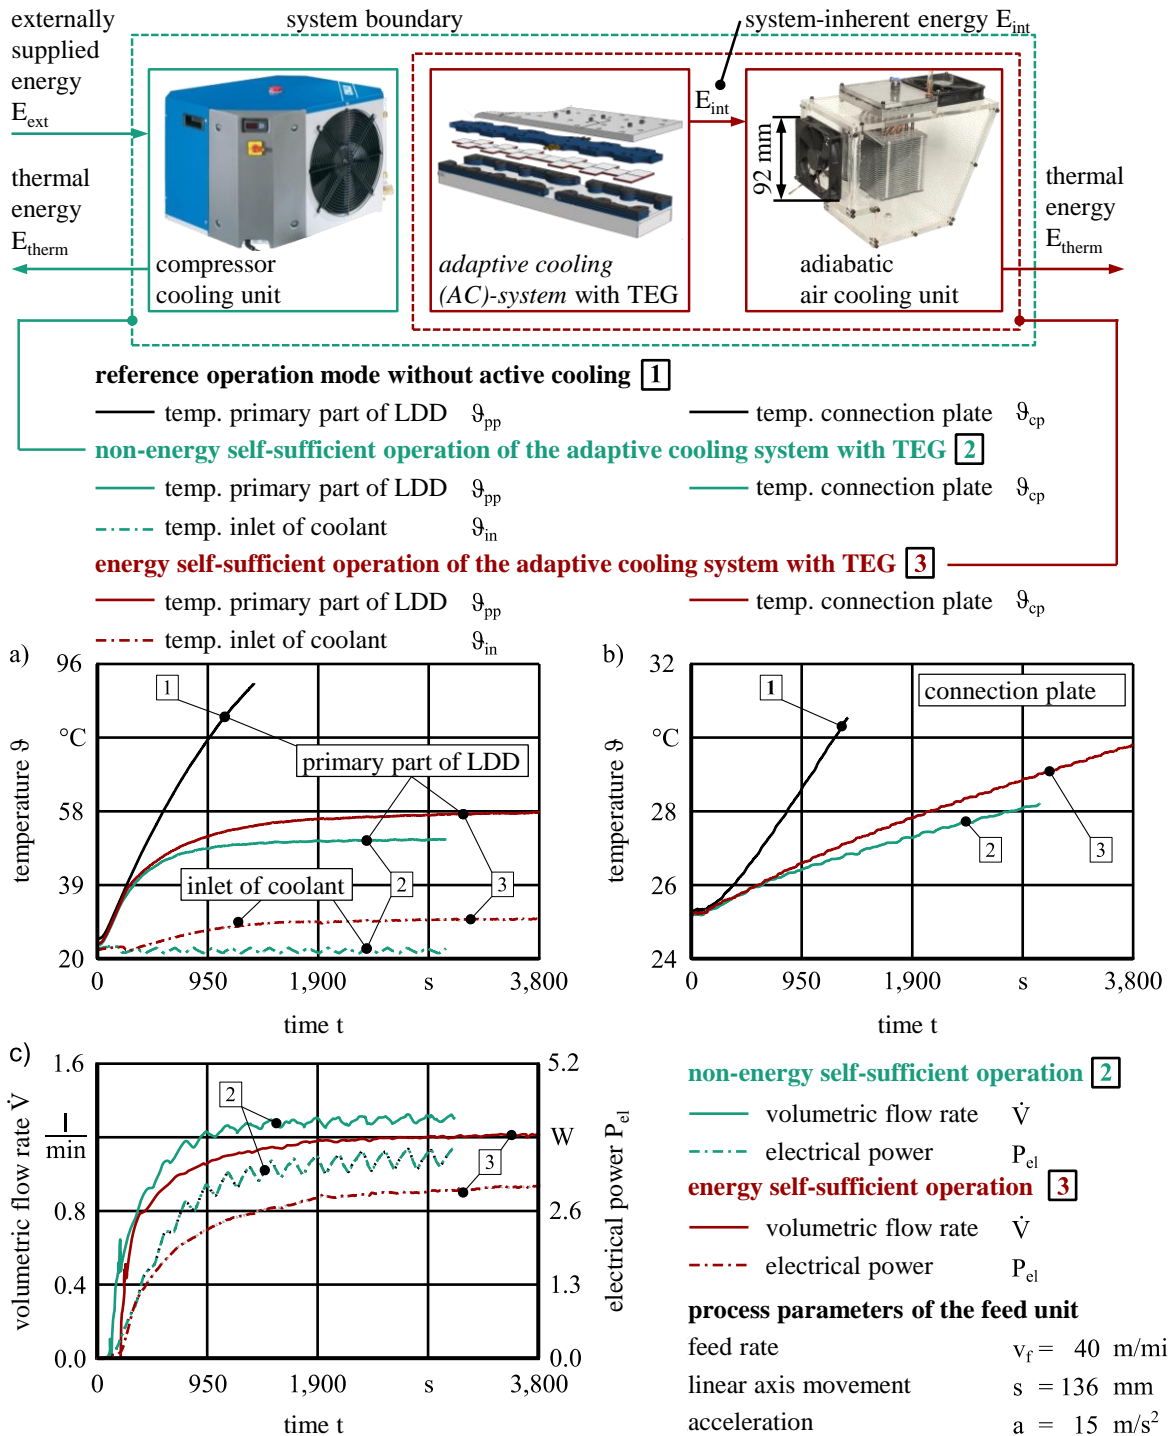 externally
supplied
energy
E_ext
system boundary
system-inherent energy E_int
E_int
92 mm
thermal
energy
E_therm
thermal
energy
E_therm
compressor
cooling unit
adaptive cooling
(AC)-system with TEG
adiabatic
air cooling unit
reference operation mode without active cooling 1
temp. primary part of LDD ϑ_pp temp. connection plate ϑ_cp
non-energy self-sufficient operation of the adaptive cooling system with TEG 2
temp. primary part of LDD ϑ_pp temp. connection plate ϑ_cp
temp. inlet of coolant ϑ_in
energy self-sufficient operation of the adaptive cooling system with TEG 3
temp. primary part of LDD ϑ_pp temp. connection plate ϑ_cp
temp. inlet of coolant ϑ_in
a)
temperature ϑ
96
°C
58
39
20
1
primary part of LDD
inlet of coolant
2
3
0 950 1,900 s 3,800
time t
b)
temperature ϑ
32
°C
28
26
24
1
connection plate
2
3
0 950 1,900 s 3,800
time t
c)
volumetric flow rate V̇
1.6
l/min
0.8
0.4
0.0
2
3
5.2
W
2.6
1.3
0.0
electrical power P_el
0 950 1,900 s 3,800
time t
non-energy self-sufficient operation 2
volumetric flow rate V̇
electrical power P_el
energy self-sufficient operation 3
volumetric flow rate V̇
electrical power P_el
process parameters of the feed unit
feed rate v_f = 40 m/mi
linear axis movement s = 136 mm
acceleration a = 15 m/s²